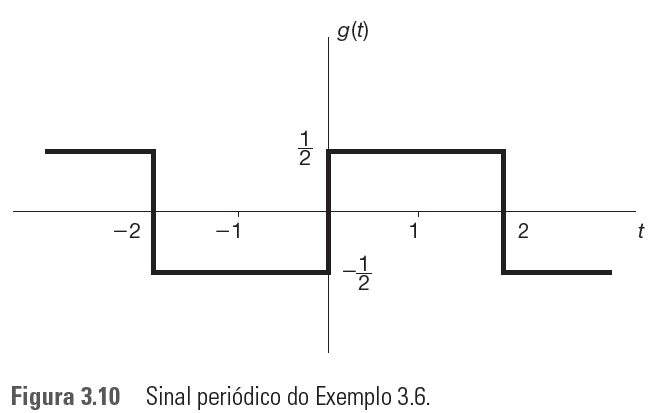 g(t)
1/2
−2 −1 1 2 t
−1/2
Figura 3.10 Sinal periódico do Exemplo 3.6.